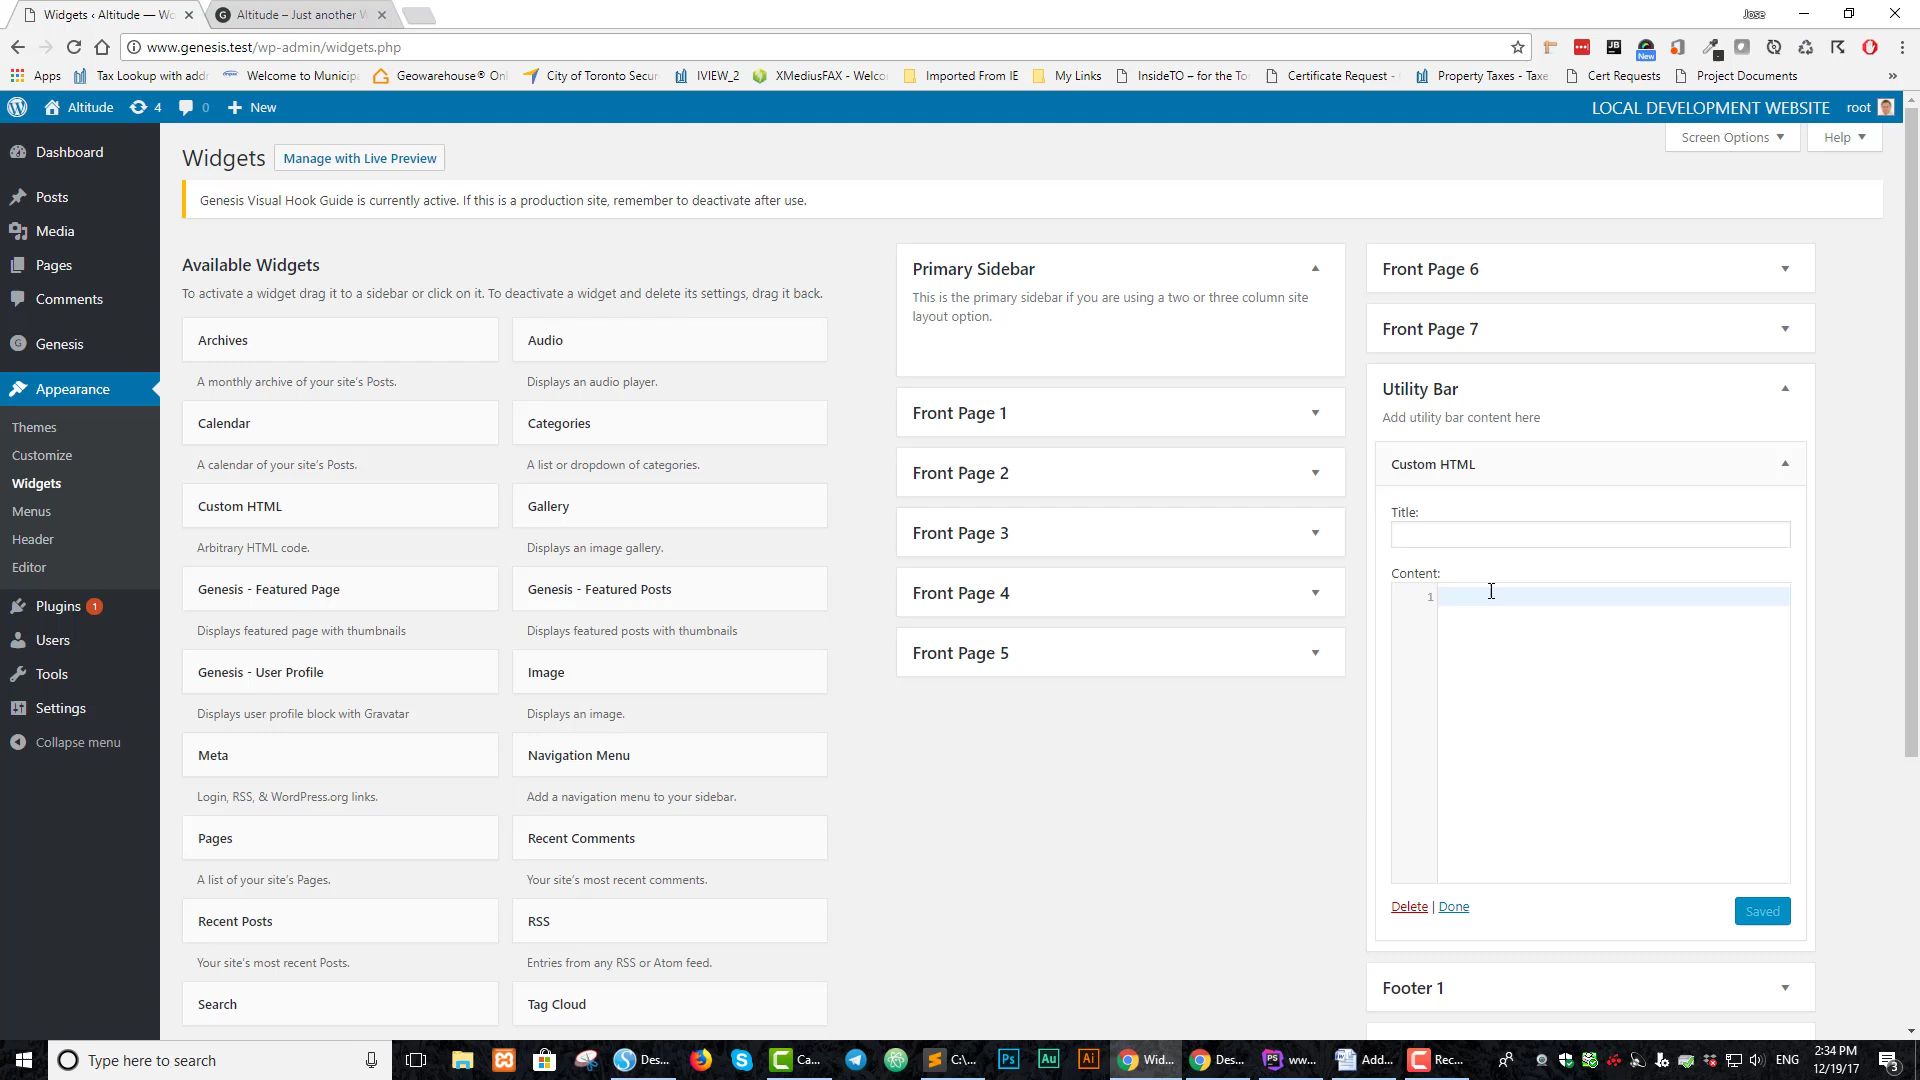 Widgets ‹ Altitude — Wo
Altitude – Just another W
Jose
www.genesis.test/wp-admin/widgets.php
JB
New
Apps
Tax Lookup with add
Welcome to Municip
Geowarehouse® Onl
City of Toronto Secu
IVIEW_2
XMediusFAX - Welco
Imported From IE
My Links
InsideTO – for the To
Certificate Request -
Property Taxes - Taxe
Cert Requests
Project Documents
»
Altitude
4
0
New
LOCAL DEVELOPMENT WEBSITE
root
Dashboard
Posts
Media
Pages
Comments
Genesis
Appearance
Themes
Customize
Widgets
Menus
Header
Editor
Plugins 1
Users
Tools
Settings
Collapse menu
Screen Options
Help
Widgets
Manage with Live Preview
Genesis Visual Hook Guide is currently active. If this is a production site, remember to deactivate after use.
Available Widgets
To activate a widget drag it to a sidebar or click on it. To deactivate a widget and delete its settings, drag it back.
Archives
A monthly archive of your site’s Posts.
Audio
Displays an audio player.
Calendar
A calendar of your site’s Posts.
Categories
A list or dropdown of categories.
Custom HTML
Arbitrary HTML code.
Gallery
Displays an image gallery.
Genesis - Featured Page
Displays featured page with thumbnails
Genesis - Featured Posts
Displays featured posts with thumbnails
Genesis - User Profile
Displays user profile block with Gravatar
Image
Displays an image.
Meta
Login, RSS, & WordPress.org links.
Navigation Menu
Add a navigation menu to your sidebar.
Pages
A list of your site’s Pages.
Recent Comments
Your site’s most recent comments.
Recent Posts
Your site’s most recent Posts.
RSS
Entries from any RSS or Atom feed.
Search
Tag Cloud
Primary Sidebar
This is the primary sidebar if you are using a two or three column site
layout option.
Front Page 1
Front Page 2
Front Page 3
Front Page 4
Front Page 5
Front Page 6
Front Page 7
Utility Bar
Add utility bar content here
Custom HTML
Title:
Content:
1
Delete | Done
Saved
Footer 1
Type here to search
Des...
Ca...
C:\...
Ps
Au
Ai
Wid...
Des...
PS
ww...
Add...
Rec...
ENG
2:34 PM
12/19/17
3